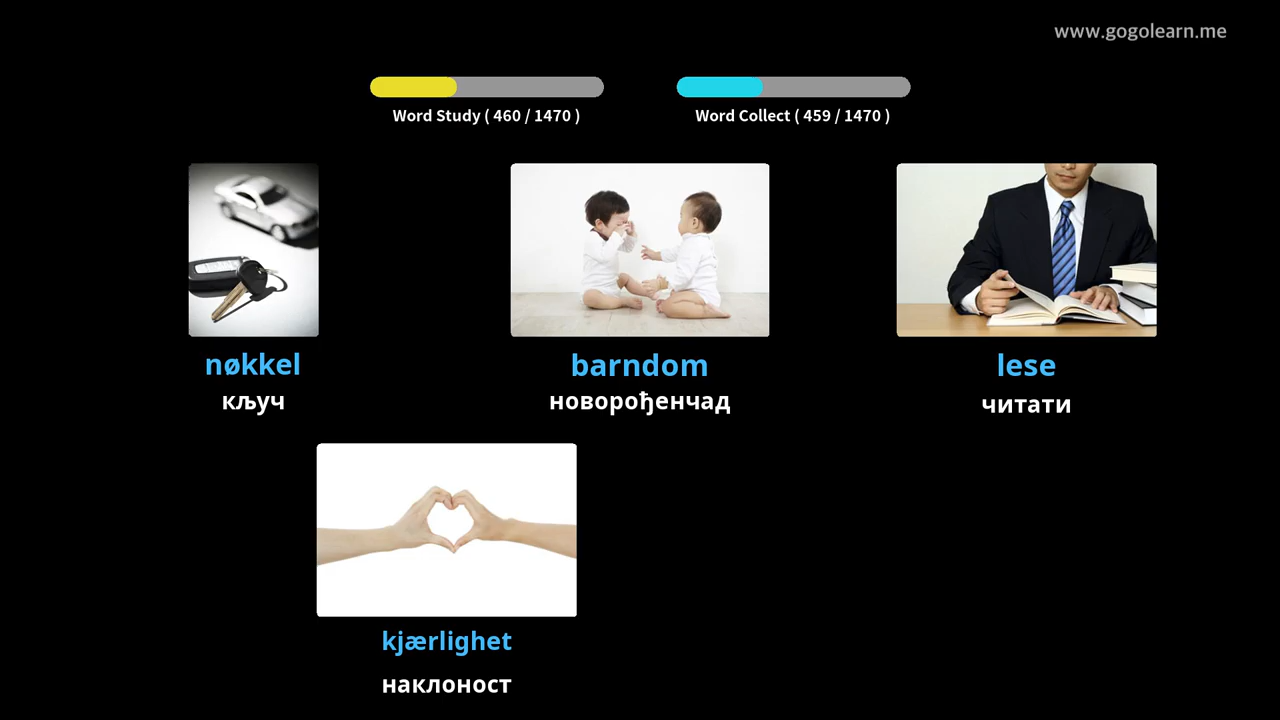 www.gogolearn.me
Word Study ( 460 / 1470 )
Word Collect ( 459 / 1470 )
nøkkel
кључ
barndom
новорођенчад
lese
читати
kjærlighet
наклоност